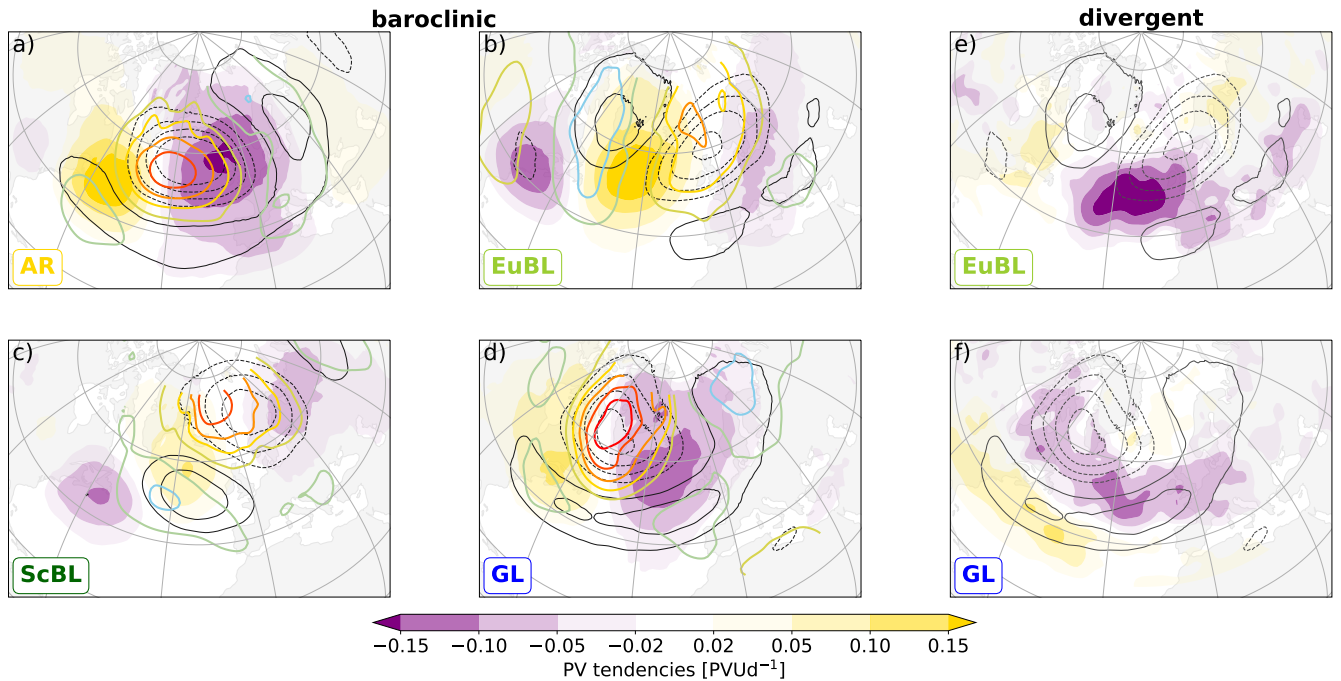 baroclinic
divergent
a)
AR
b)
EuBL
e)
EuBL
c)
ScBL
d)
GL
f)
GL
−0.15 −0.10 −0.05 −0.02 0.02 0.05 0.10 0.15
PV tendencies [PVUd⁻¹]